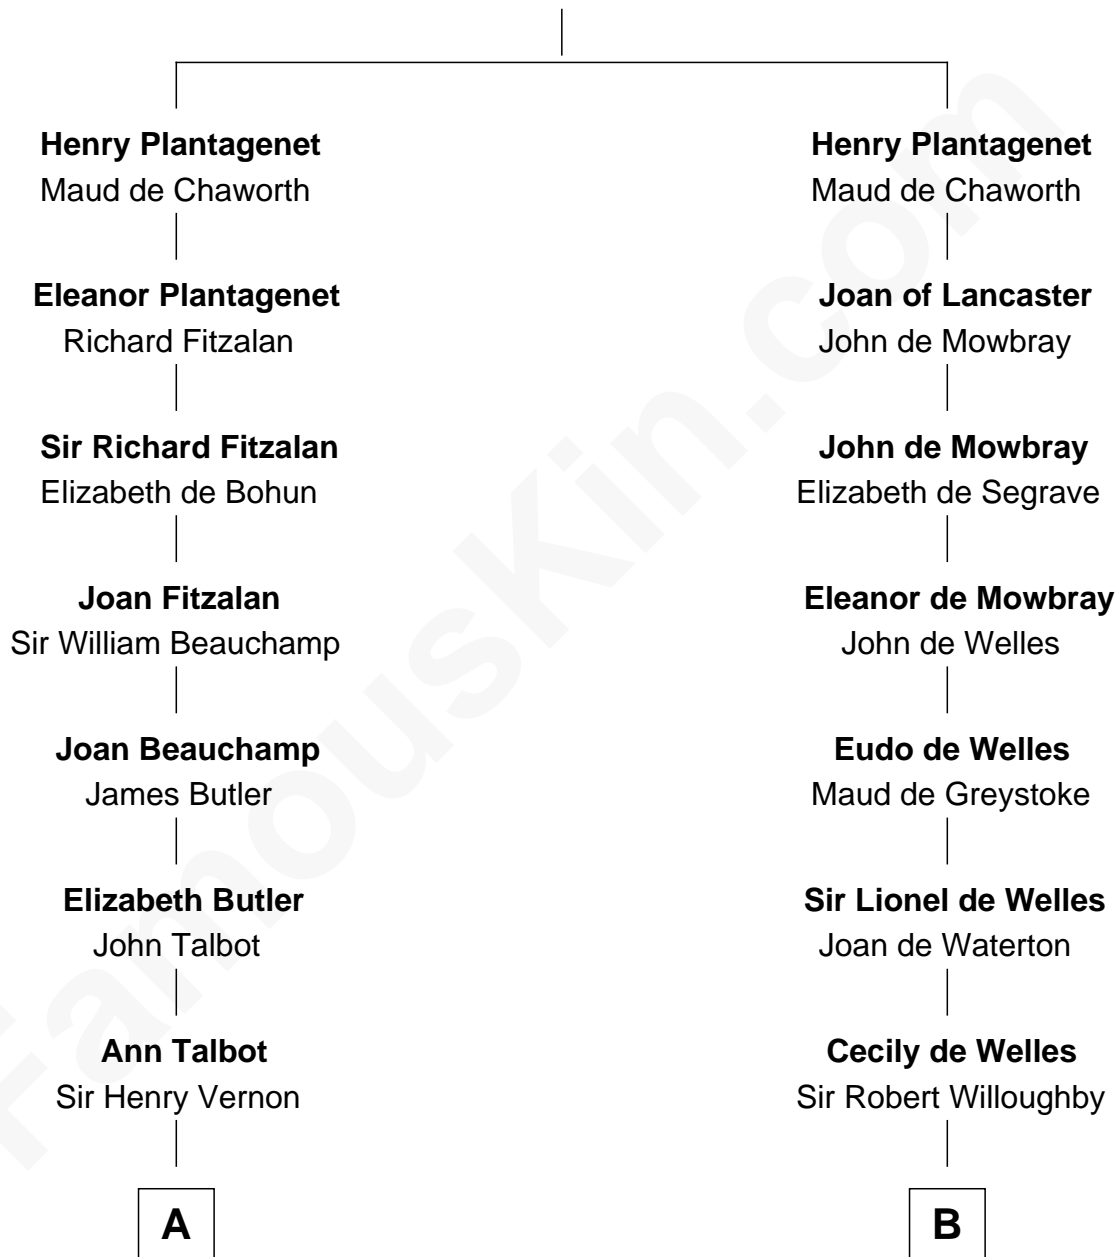 Henry Plantagenet
Maud de Chaworth
Eleanor Plantagenet
Richard Fitzalan
Sir Richard Fitzalan
Elizabeth de Bohun
Joan Fitzalan
Sir William Beauchamp
Joan Beauchamp
James Butler
Elizabeth Butler
John Talbot
Ann Talbot
Sir Henry Vernon
A
Henry Plantagenet
Maud de Chaworth
Joan of Lancaster
John de Mowbray
John de Mowbray
Elizabeth de Segrave
Eleanor de Mowbray
John de Welles
Eudo de Welles
Maud de Greystoke
Sir Lionel de Welles
Joan de Waterton
Cecily de Welles
Sir Robert Willoughby
B
FamousKin.com